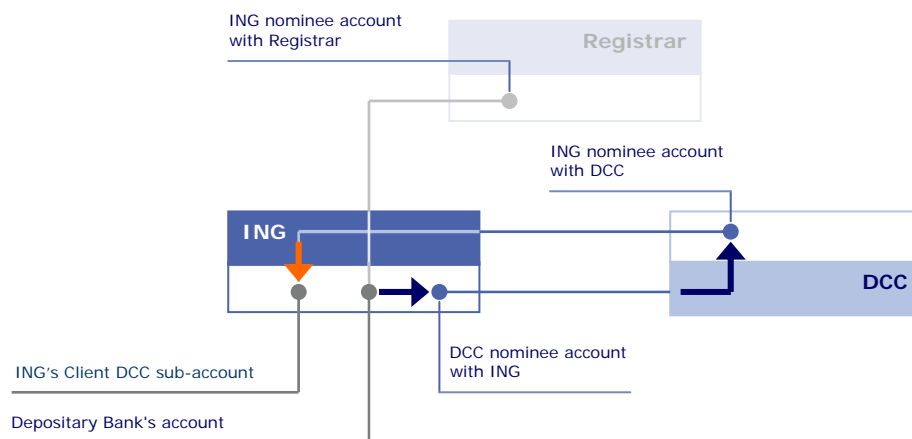 ING nominee account
with Registrar
Registrar
ING nominee account
with DCC
ING
DCC
DCC nominee account
with ING
ING's Client DCC sub-account
Depositary Bank's account